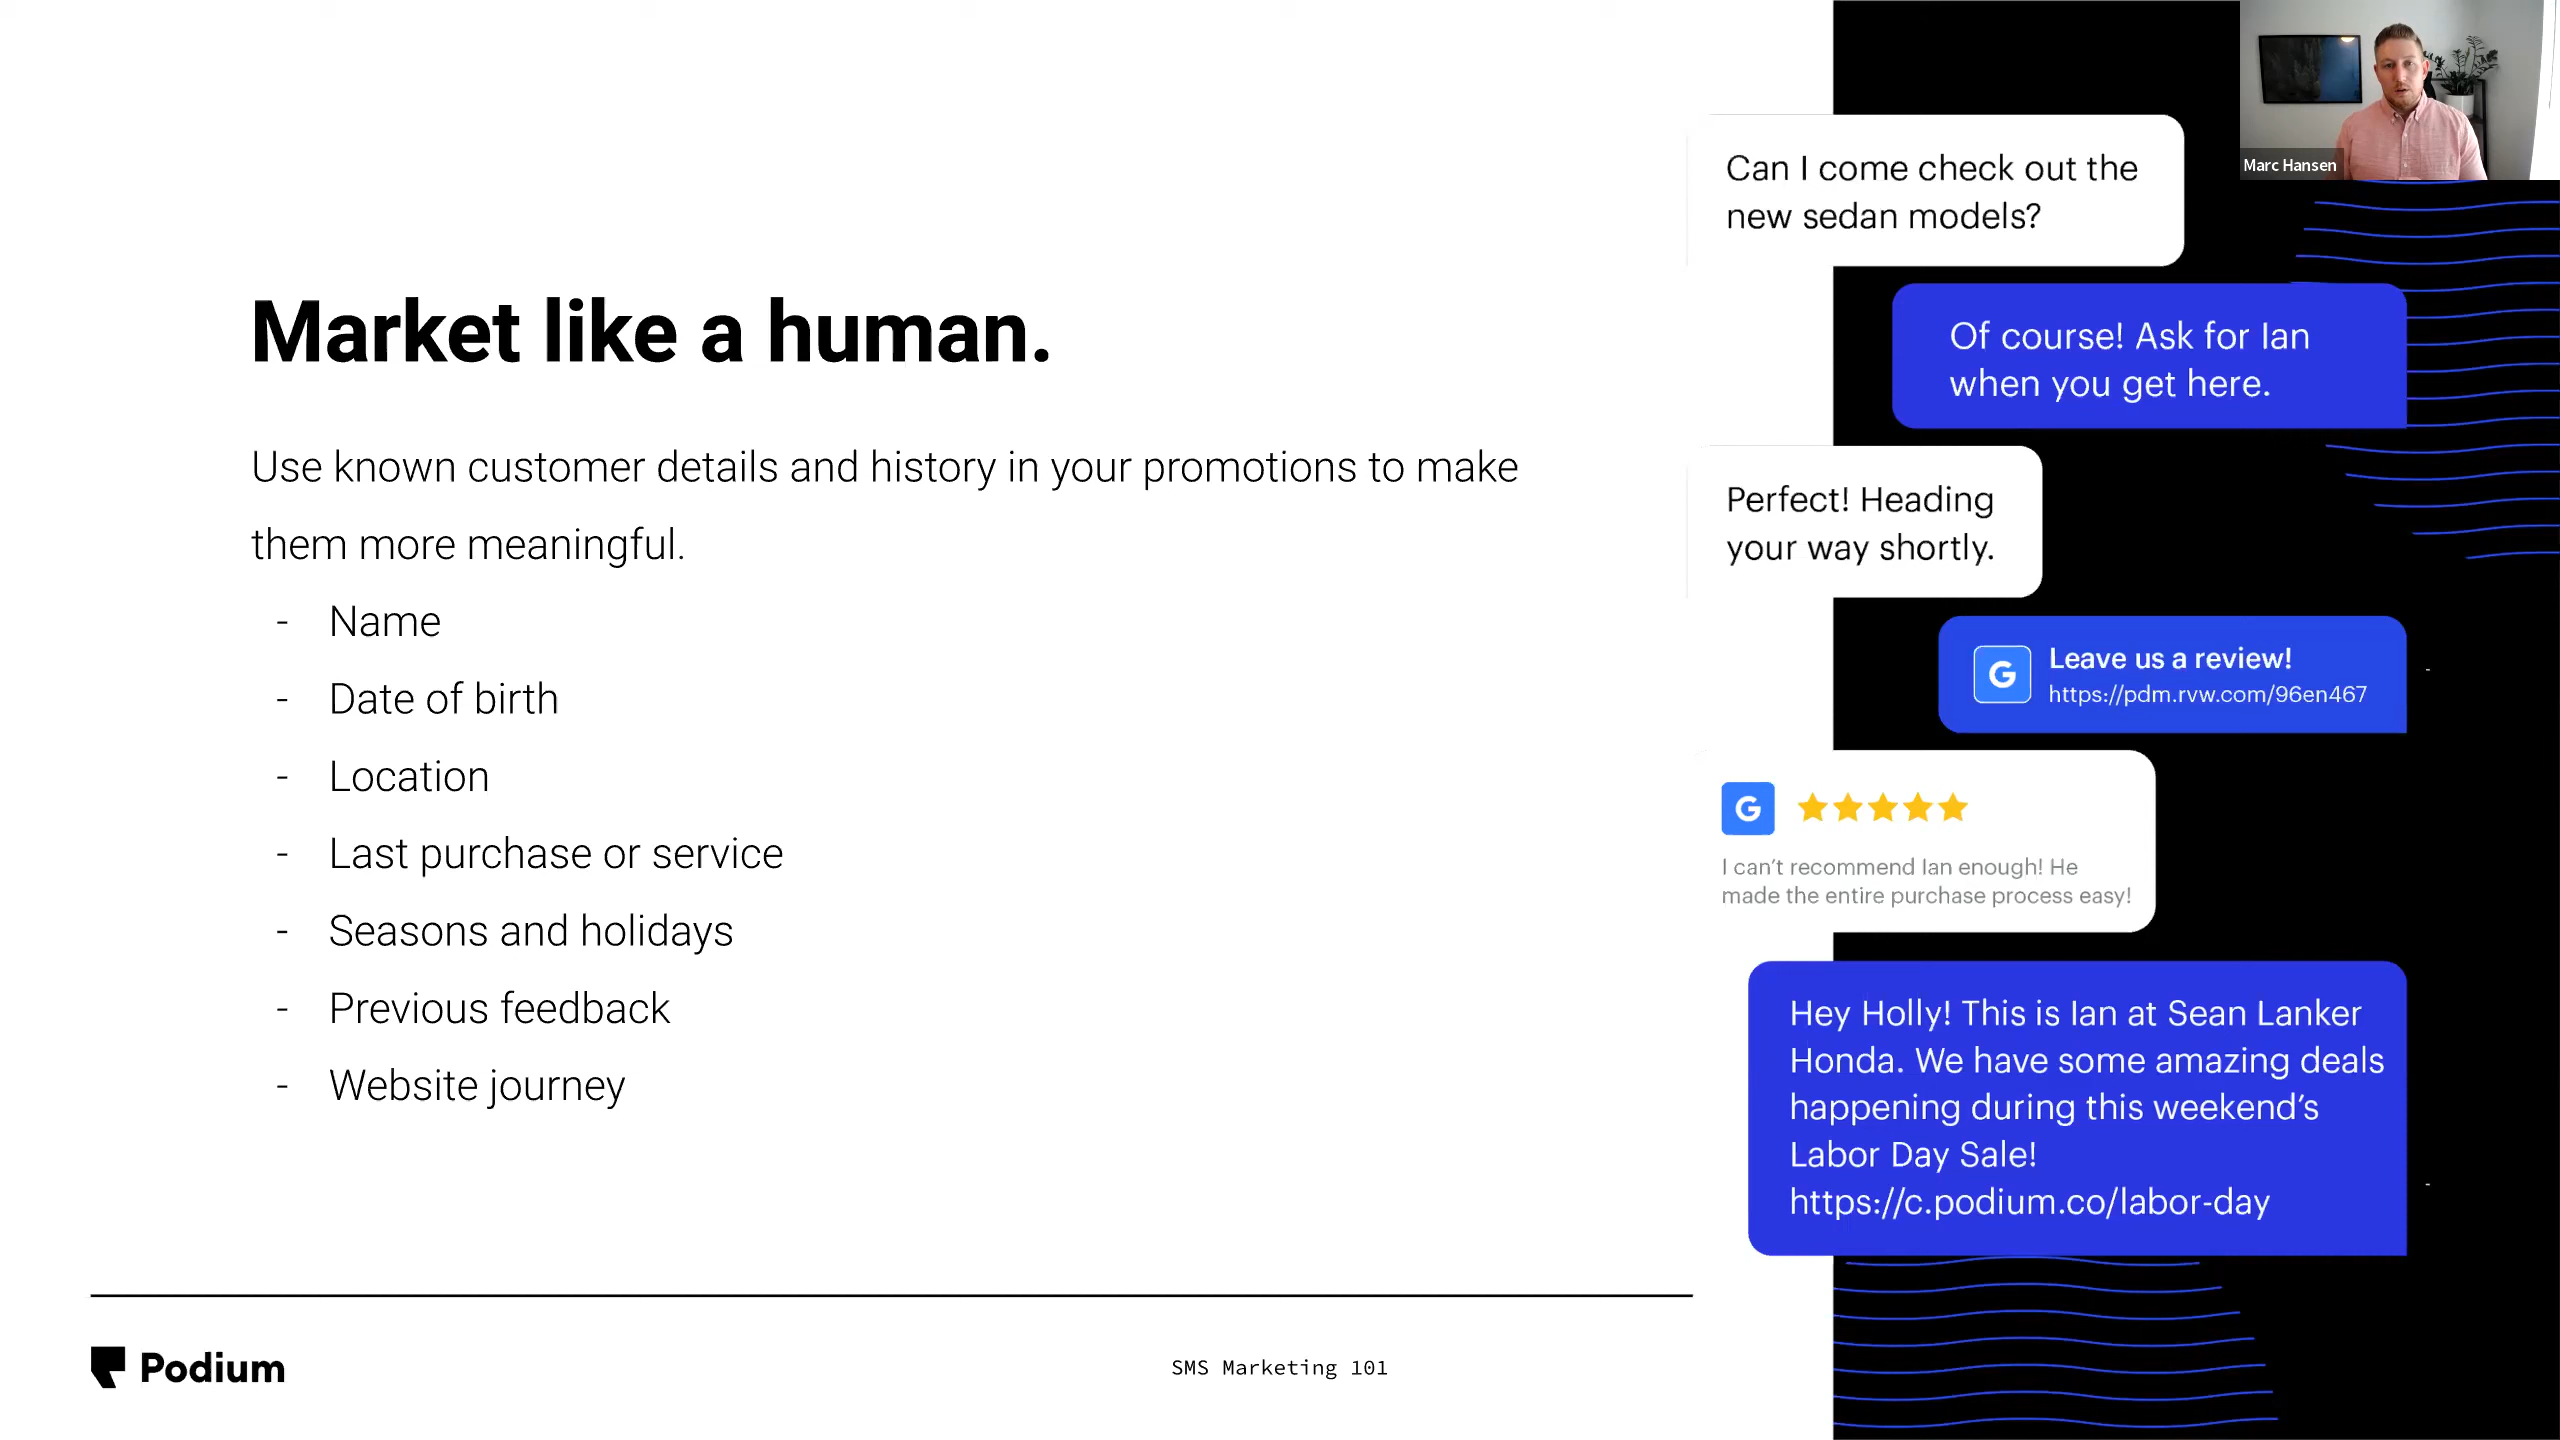 Market like a human.
Use known customer details and history in your promotions to make
them more meaningful.
- Name
- Date of birth
- Location
- Last purchase or service
- Seasons and holidays
- Previous feedback
- Website journey
Podium
SMS Marketing 101
Marc Hansen
Can I come check out the
new sedan models?
Of course! Ask for Ian
when you get here.
Perfect! Heading
your way shortly.
G
Leave us a review!
https://pdm.rvw.com/96en467
G
I can't recommend Ian enough! He
made the entire purchase process easy!
Hey Holly! This is Ian at Sean Lanker
Honda. We have some amazing deals
happening during this weekend’s
Labor Day Sale!
https://c.podium.co/labor-day